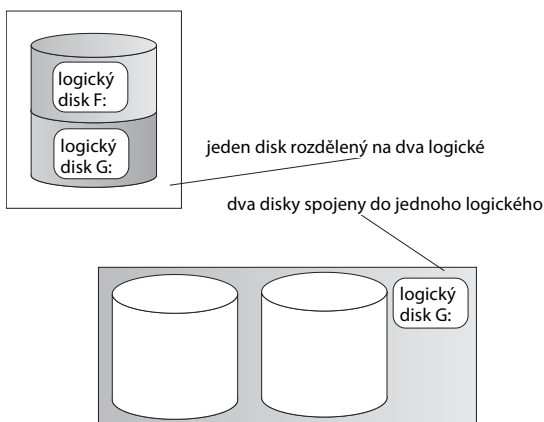 logický
disk F:
logický
disk G:
jeden disk rozdělený na dva logické
dva disky spojeny do jednoho logického
logický
disk G: